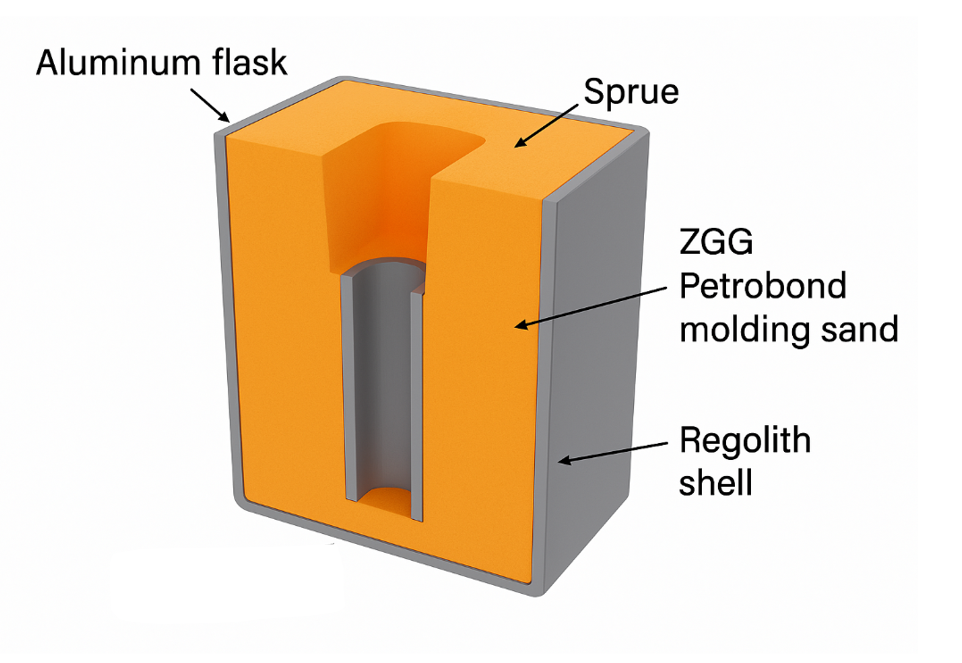 Aluminum flask
Sprue
ZGG
Petrobond
molding sand
Regolith
shell